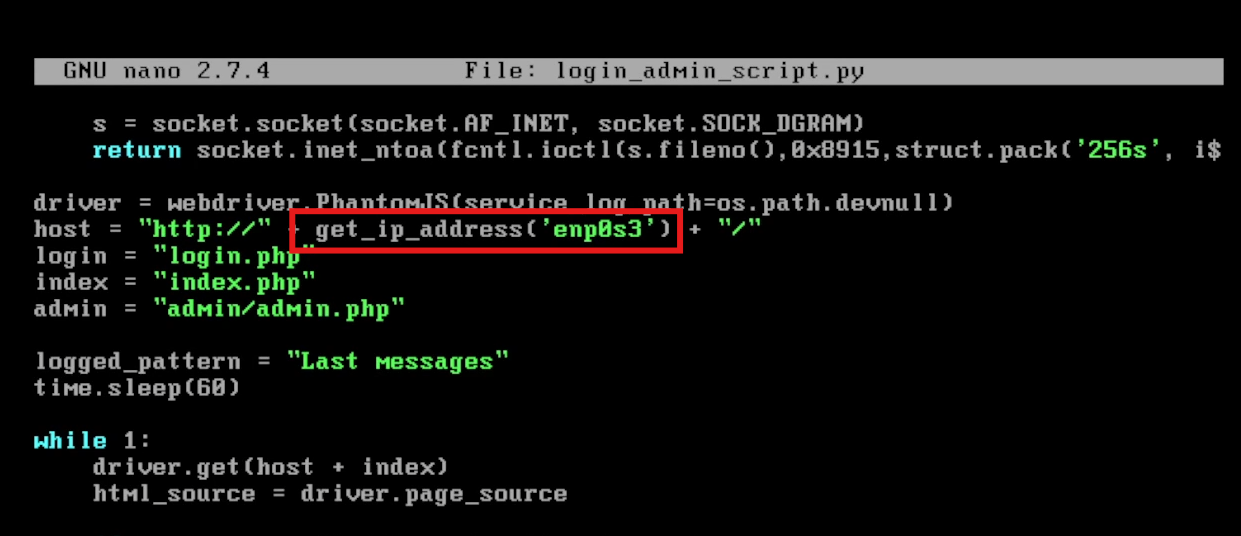 GNU nano 2.7.4 File: login_admin_script.py
s = socket.socket(socket.AF_INET, socket.SOCK_DGRAM)
return socket.inet_ntoa(fcntl.ioctl(s.fileno(),0x8915,struct.pack('256s', i$
driver = webdriver.PhantomJS(service_log_path=os.path.devnull)
host = "http://" + get_ip_address('enp0s3') + "/"
login = "login.php"
index = "index.php"
admin = "admin/admin.php"
logged_pattern = "Last messages"
time.sleep(60)
while 1:
driver.get(host + index)
html_source = driver.page_source